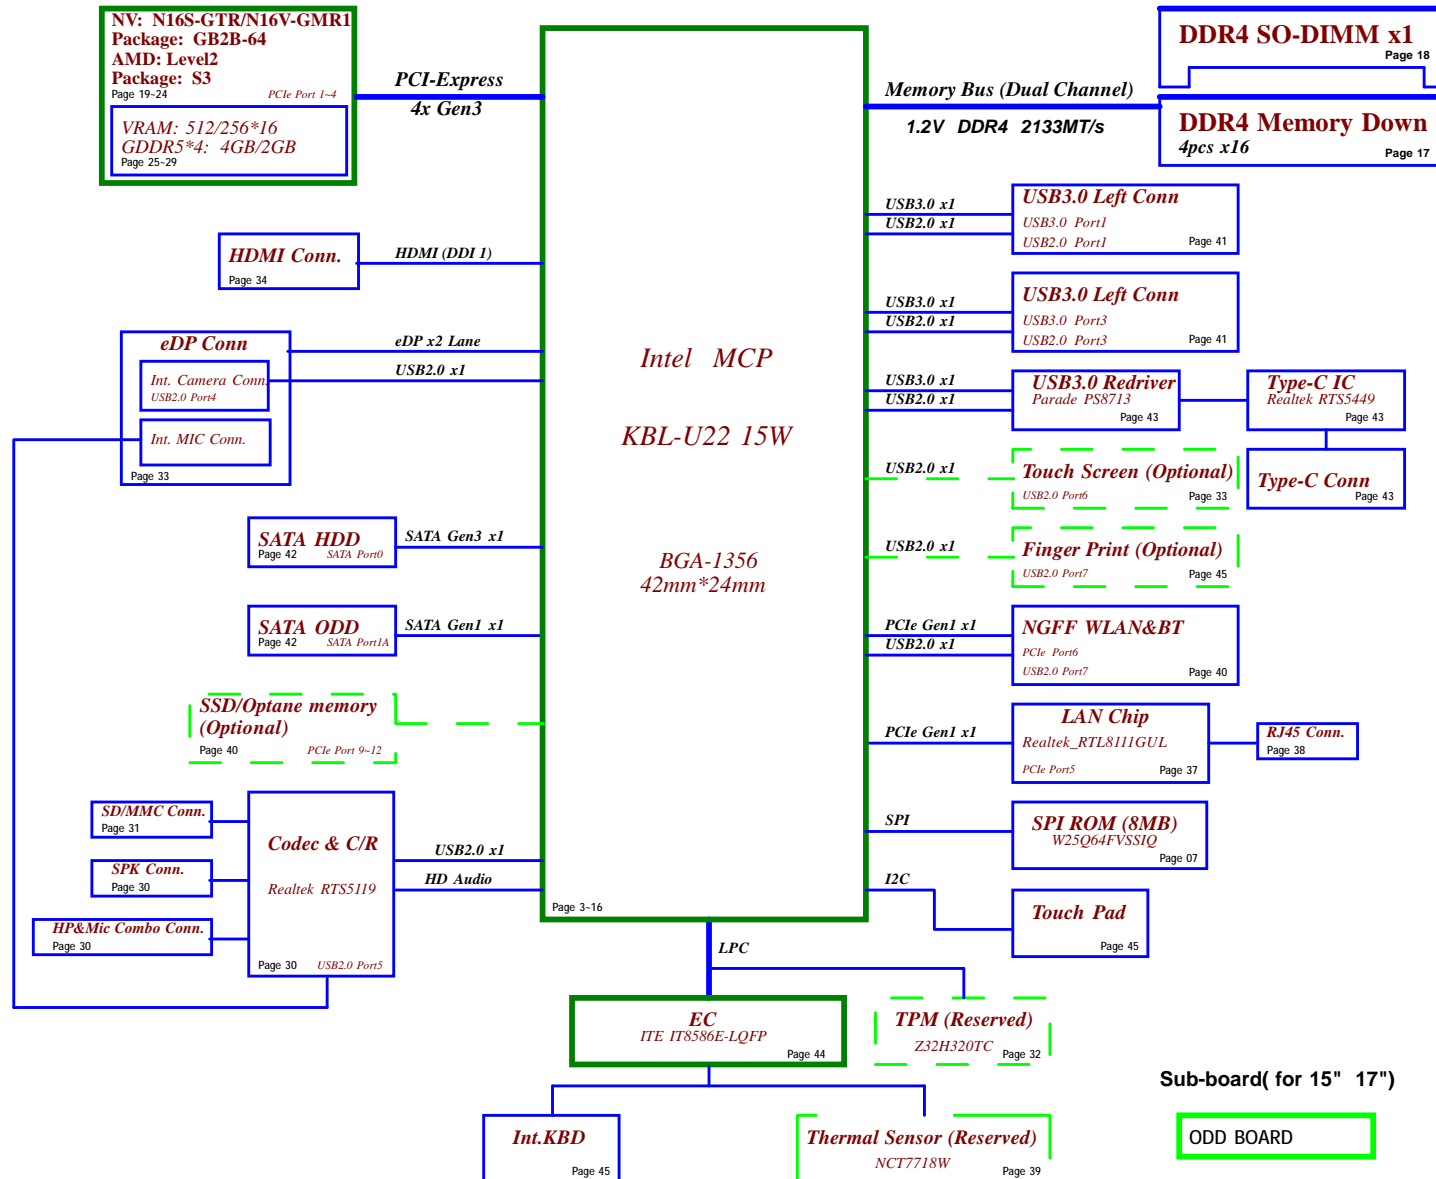 NV: N16S-GTR/N16V-GMR1
Package: GB2B-64
AMD: Level2
Package: S3
Page 19~24
PCIe Port 1~4
VRAM: 512/256*16
GDDR5*4: 4GB/2GB
Page 25~29
PCI-Express
4x Gen3
HDMI Conn.
Page 34
HDMI (DDI 1)
eDP Conn
Int. Camera Conn.
USB2.0 Port4
Int. MIC Conn.
Page 33
eDP x2 Lane
USB2.0 x1
SATA HDD
Page 42
SATA Port0
SATA Gen3 x1
SATA ODD
Page 42
SATA Port1A
SATA Gen1 x1
SSD/Optane memory
(Optional)
Page 40
PCIe Port 9~12
SD/MMC Conn.
Page 31
SPK Conn.
Page 30
HP&Mic Combo Conn.
Page 30
Codec & C/R
Realtek RTS5119
Page 30
USB2.0 Port5
USB2.0 x1
HD Audio
Intel MCP
KBL-U22 15W
BGA-1356
42mm*24mm
Page 3~16
Memory Bus (Dual Channel)
1.2V DDR4 2133MT/s
DDR4 SO-DIMM x1
Page 18
DDR4 Memory Down
4pcs x16
Page 17
USB3.0 x1
USB2.0 x1
USB3.0 Left Conn
USB3.0 Port1
USB2.0 Port1
Page 41
USB3.0 x1
USB2.0 x1
USB3.0 Left Conn
USB3.0 Port3
USB2.0 Port3
Page 41
USB3.0 x1
USB2.0 x1
USB3.0 Redriver
Parade PS8713
Page 43
Type-C IC
Realtek RTS5449
Page 43
Type-C Conn
Page 43
USB2.0 x1
Touch Screen (Optional)
USB2.0 Port6
Page 33
USB2.0 x1
Finger Print (Optional)
USB2.0 Port7
Page 45
PCIe Gen1 x1
USB2.0 x1
NGFF WLAN&BT
PCIe Port6
USB2.0 Port7
Page 40
PCIe Gen1 x1
LAN Chip
Realtek_RTL8111GUL
PCIe Port5
Page 37
RJ45 Conn.
Page 38
SPI
SPI ROM (8MB)
W25Q64FVSSIQ
Page 07
I2C
Touch Pad
Page 45
LPC
EC
ITE IT8586E-LQFP
Page 44
TPM (Reserved)
Z32H320TC
Page 32
Int.KBD
Page 45
Thermal Sensor (Reserved)
NCT7718W
Page 39
Sub-board( for 15" 17")
ODD BOARD